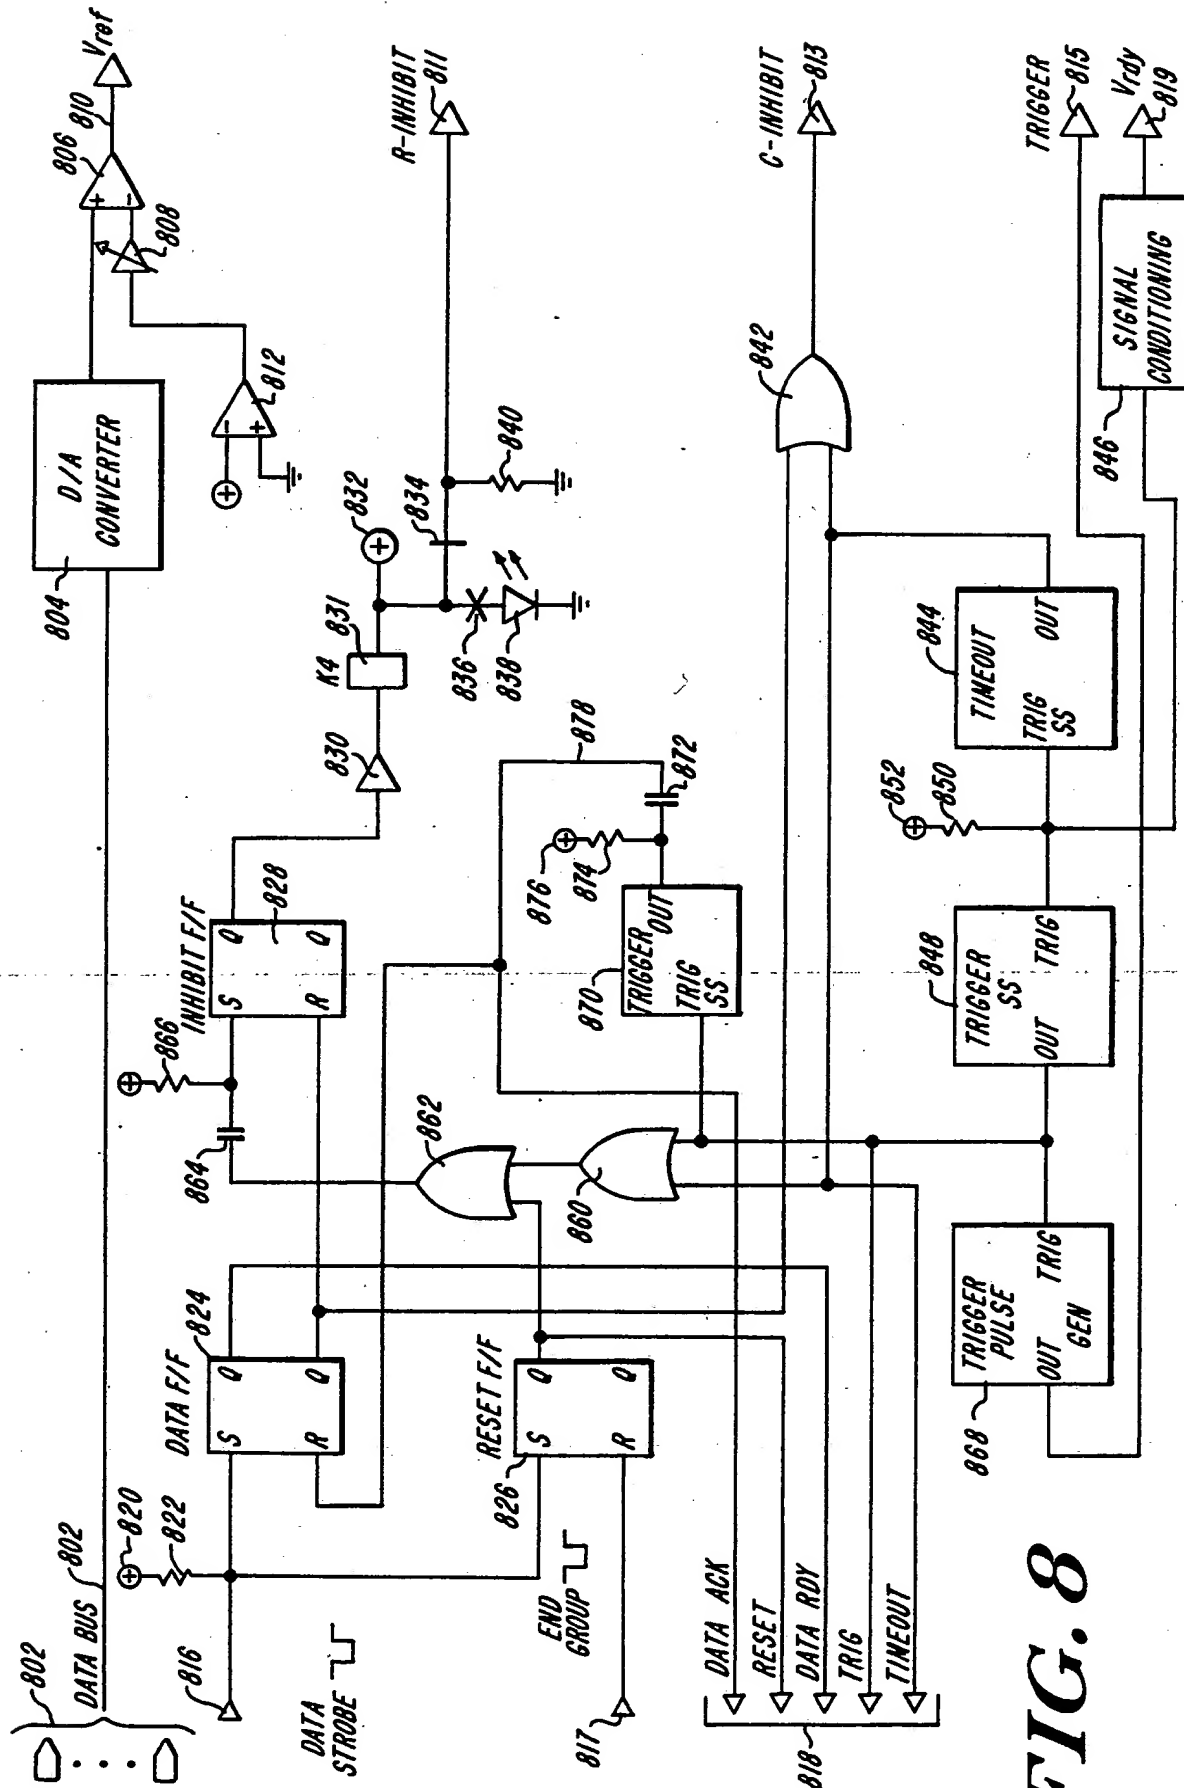 802
DATA BUS
802
804
D/A
CONVERTER
806
810
Vref
+
-
808
812
-
+
+
816
820
+
822
DATA
STROBE
DATA F/F
824
S
Q
R
Q
864
866
+
INHIBIT F/F
S
Q
828
R
Q
830
K4
831
832
+
834
836
838
840
R-INHIBIT
811
817
END
GROUP
RESET F/F
826
S
Q
R
Q
862
860
870
TRIGGER
OUT
TRIG
SS
876
+
874
872
878
842
C-INHIBIT
813
DATA ACK
RESET
DATA RDY
TRIG
TIMEOUT
818
868
TRIGGER
PULSE
OUT
TRIG
GEN
848
TRIGGER
SS
OUT
TRIG
852
+
850
844
TIMEOUT
TRIG
SS
OUT
846
SIGNAL
CONDITIONING
TRIGGER
815
Vrdy
819
FIG. 8